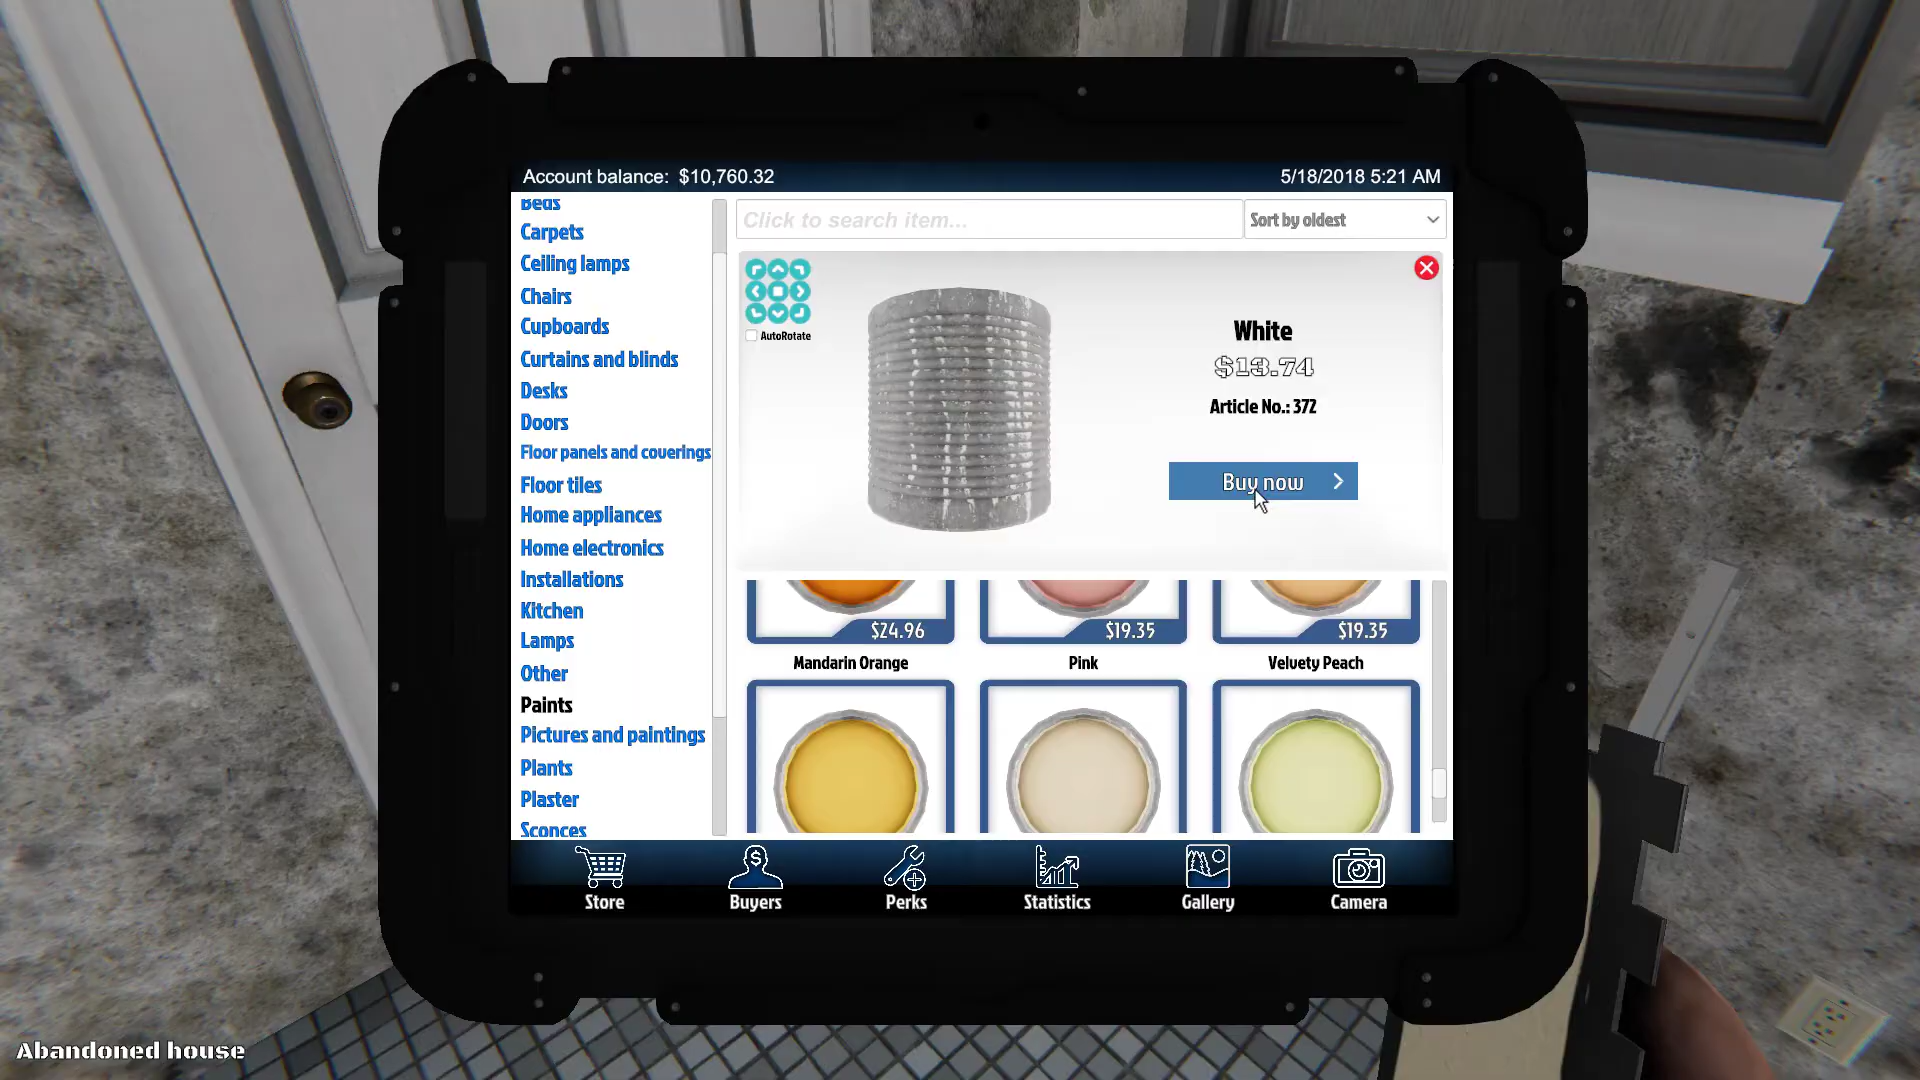 Account balance: $10,760.32
5/18/2018 5:21 AM
Beds
Carpets
Ceiling lamps
Chairs
Cupboards
Curtains and blinds
Desks
Doors
Floor panels and coverings
Floor tiles
Home appliances
Home electronics
Installations
Kitchen
Lamps
Other
Paints
Pictures and paintings
Plants
Plaster
Sconces
Click to search item...
Sort by oldest
AutoRotate
White
$13.74
Article No.: 372
Buy now
$24.96
$19.35
$19.35
Mandarin Orange
Pink
Velvety Peach
Store
Buyers
Perks
Statistics
Gallery
Camera
Abandoned house